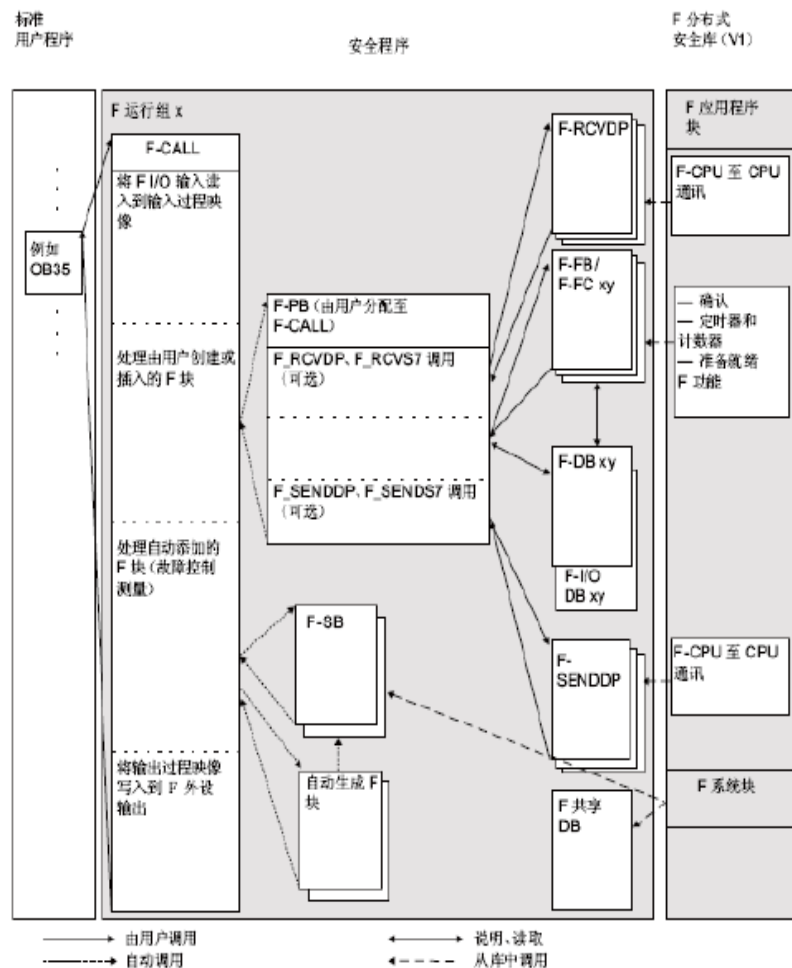 标准
用户程序
安全程序
F 分布式
安全库(V1)
F 运行组 x
F-CALL
将 F I/O 输入读
入到输入过程映
像
处理由用户创建或
插入的 F 块
处理自动添加的
F 块(故障控制
测量)
将输出过程映像
写入到 F 外设
输出
例如
OB35
F-PB(由用户分配至
F-CALL)
F_RCVDP、F_RCVS7 调用
(可选)
F_SENDDP、F_SENDS7 调用
(可选)
F-SB
自动生成 F
块
F-RCVDP
F-FB/
F-FC xy
F-DB xy
F-I/O
DB xy
F-
SENDDP
F 共享
DB
F 应用程序
块
F-CPU 至 CPU
通讯
— 确认
— 定时器和
计数器
— 准备就绪
F 功能
F-CPU 至 CPU
通讯
F 系统块
由用户调用
说明、读取
自动调用
从库中调用